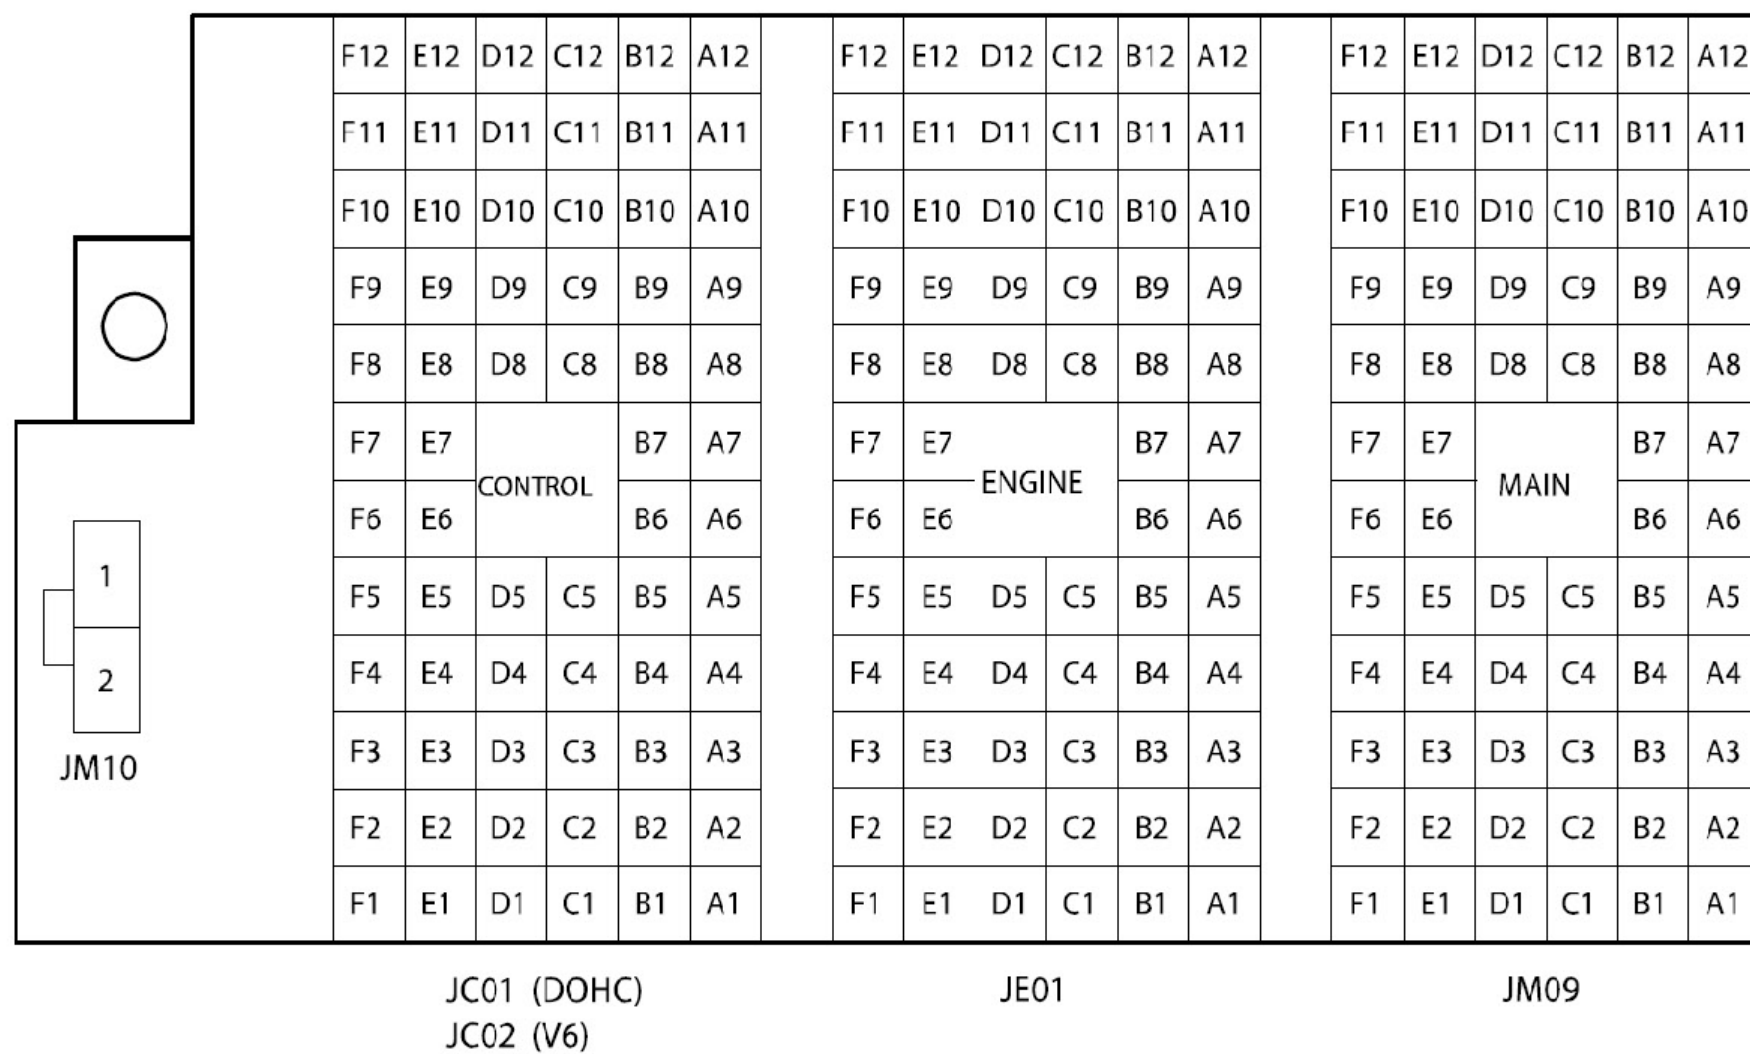 F12 E12 D12 C12 B12 A12 F12 E12 D12 C12 B12 A12 F12 E12 D12 C12 B12 A12
F11 E11 D11 C11 B11 A11 F11 E11 D11 C11 B11 A11 F11 E11 D11 C11 B11 A11
F10 E10 D10 C10 B10 A10 F10 E10 D10 C10 B10 A10 F10 E10 D10 C10 B10 A10
F9 E9 D9 C9 B9 A9 F9 E9 D9 C9 B9 A9 F9 E9 D9 C9 B9 A9
F8 E8 D8 C8 B8 A8 F8 E8 D8 C8 B8 A8 F8 E8 D8 C8 B8 A8
F7 E7 B7 A7 F7 E7 B7 A7 F7 E7 B7 A7
CONTROL ENGINE MAIN
F6 E6 B6 A6 F6 E6 B6 A6 F6 E6 B6 A6
1
F5 E5 D5 C5 B5 A5 F5 E5 D5 C5 B5 A5 F5 E5 D5 C5 B5 A5
2 F4 E4 D4 C4 B4 A4 F4 E4 D4 C4 B4 A4 F4 E4 D4 C4 B4 A4
F3 E3 D3 C3 B3 A3 F3 E3 D3 C3 B3 A3 F3 E3 D3 C3 B3 A3
JM10
F2 E2 D2 C2 B2 A2 F2 E2 D2 C2 B2 A2 F2 E2 D2 C2 B2 A2
F1 E1 D1 C1 B1 A1 F1 E1 D1 C1 B1 A1 F1 E1 D1 C1 B1 A1
JC01 (DOHC) JE01 JM09
JC02 (V6)